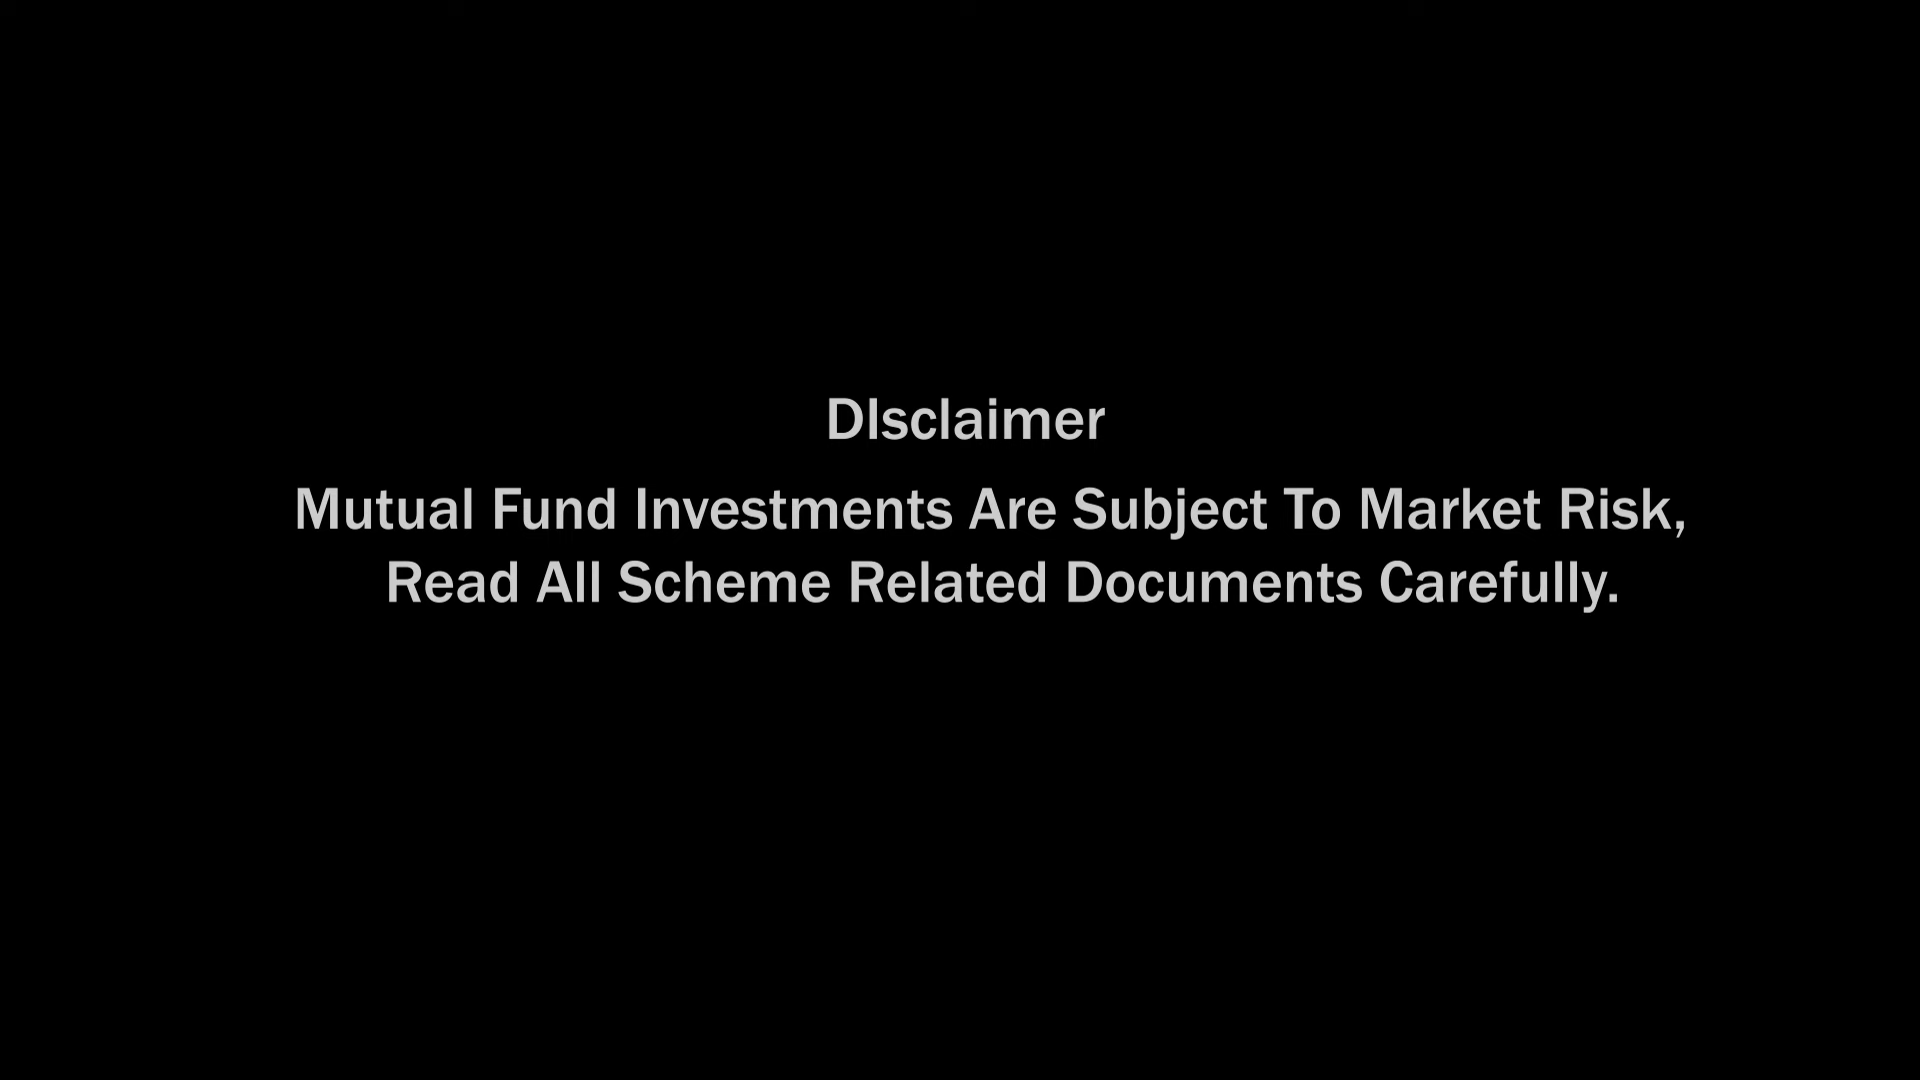 DIsclaimer
Mutual Fund Investments Are Subject To Market Risk,
Read All Scheme Related Documents Carefully.